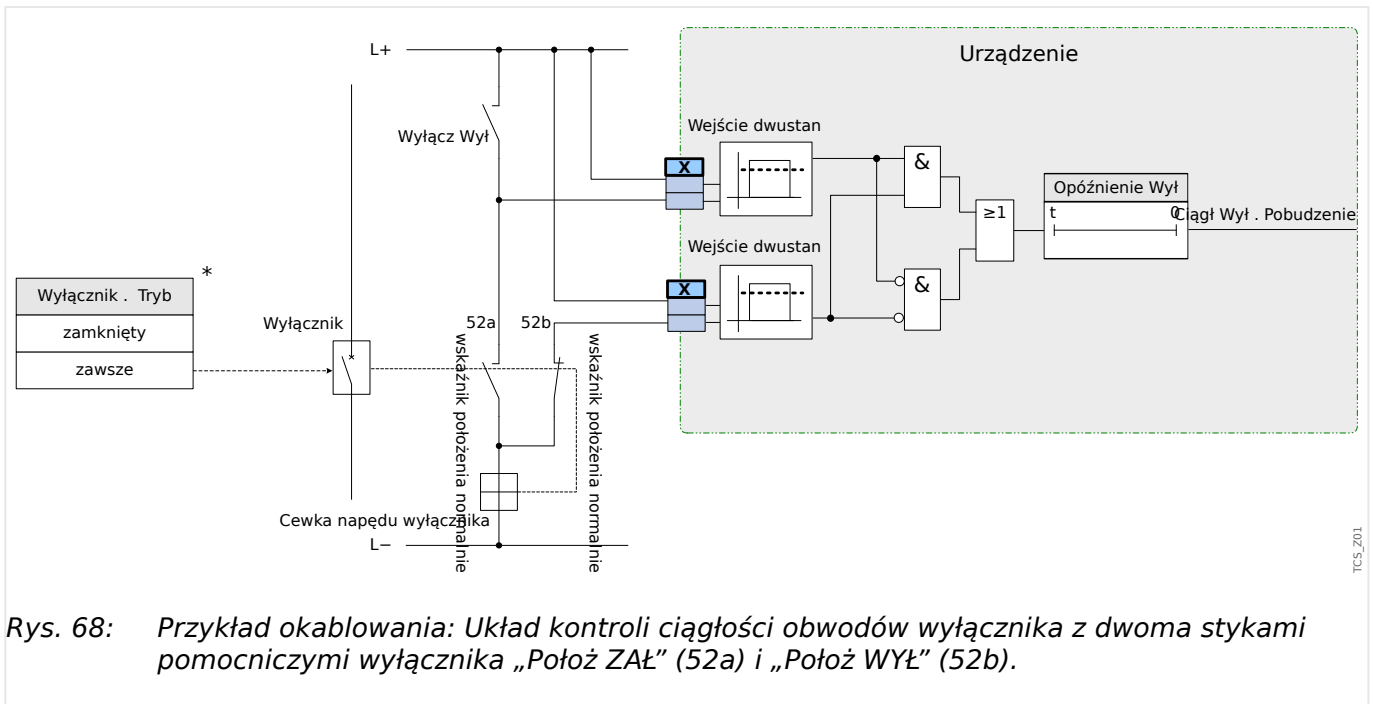 L+
Urządzenie
Wyłącz Wył
Wejście dwustan
X
&
Opóźnienie Wył
t
0
Ciągł Wył . Pobudzenie
≥1
Wejście dwustan
X
&
*
Wyłącznik . Tryb
zamknięty
zawsze
Wyłącznik
52a
52b
wskaźnik położenia normalnie
wskaźnik położenia normalnie
Cewka napędu wyłącznika
L−
TCS_Z01
Rys. 68: Przykład okablowania: Układ kontroli ciągłości obwodów wyłącznika z dwoma stykami
pomocniczymi wyłącznika „Położ ZAŁ” (52a) i „Położ WYŁ” (52b).